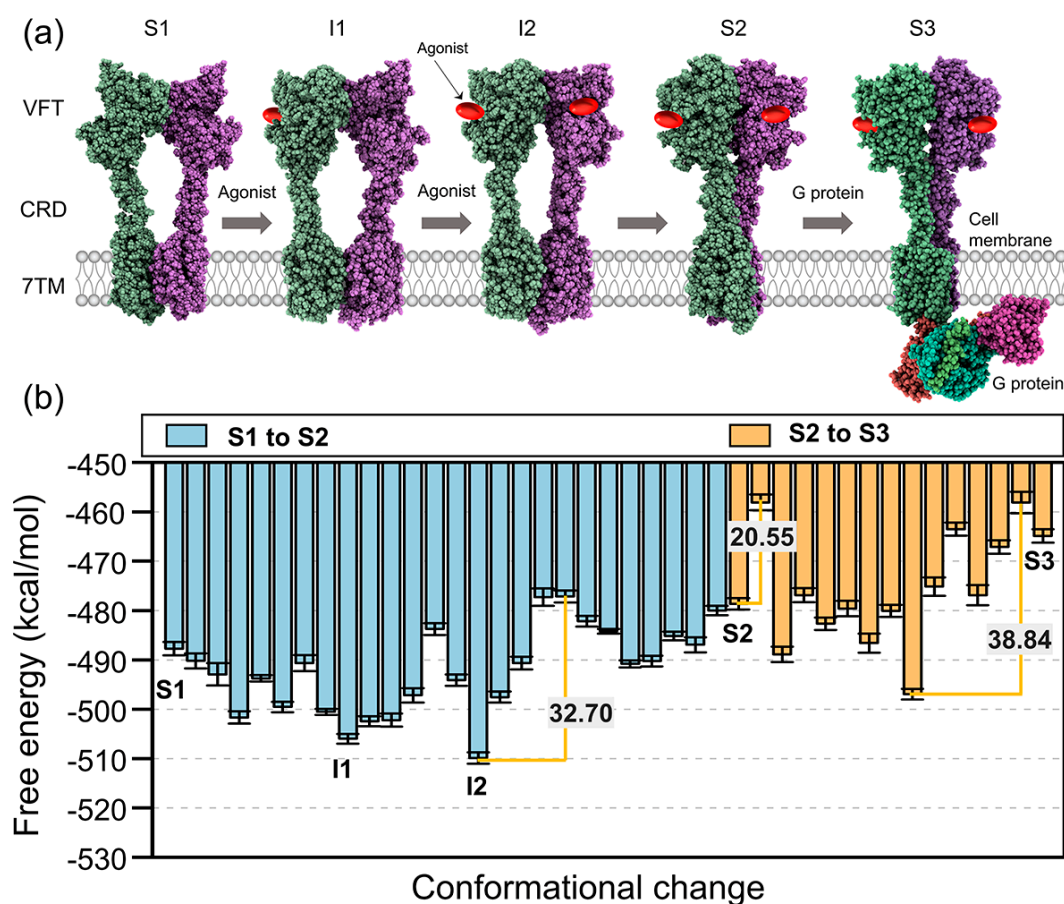 (a)
S1
I1
I2
S2
S3
Agonist
VFT
CRD
Agonist
Agonist
G protein
Cell
membrane
7TM
G protein
(b)
S1 to S2
S2 to S3
Free energy (kcal/mol)
-450
-460
-470
-480
-490
-500
-510
-520
-530
20.55
S3
S2
38.84
S1
32.70
I1
I2
Conformational change